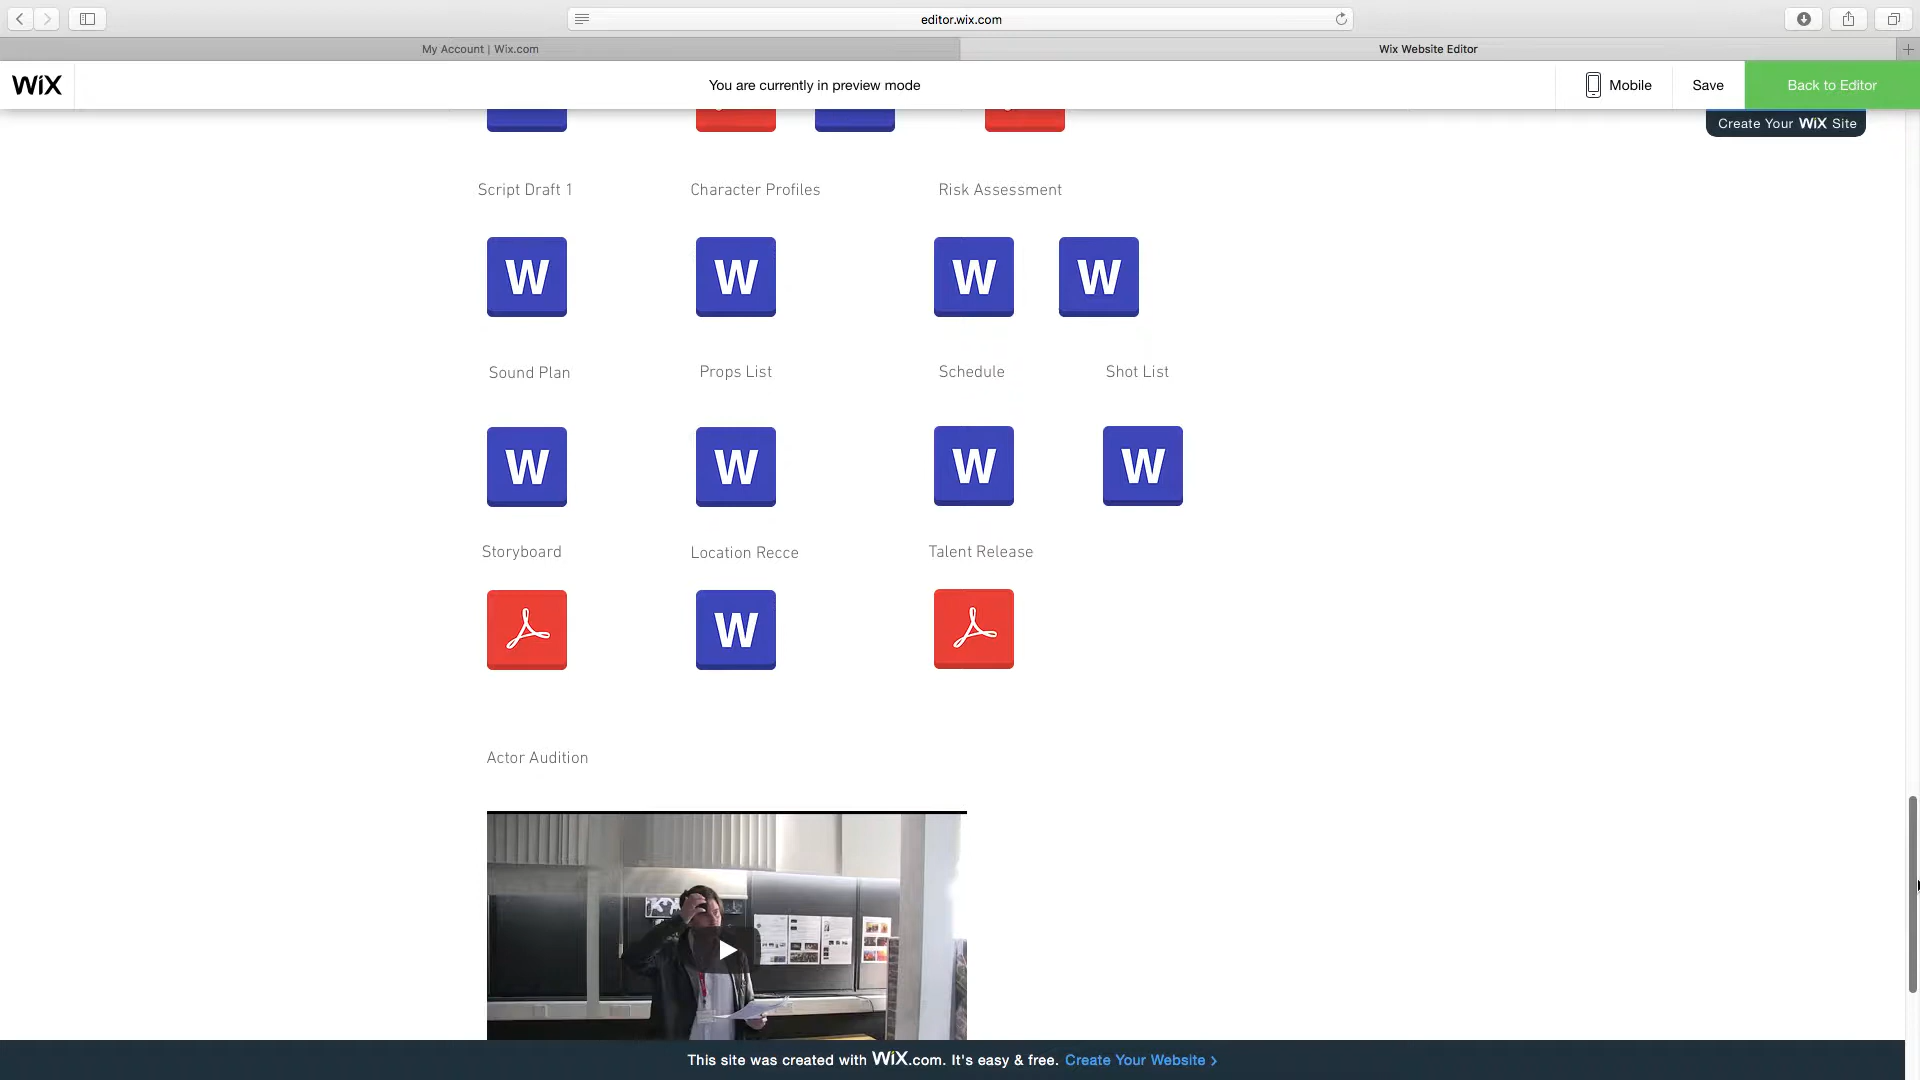 editor.wix.com
My Account | Wix.com
Wix Website Editor
WiX
You are currently in preview mode
Mobile
Save
Back to Editor
Create Your WiX Site
Script Draft 1
Character Profiles
Risk Assessment
W
W
W
W
Sound Plan
Props List
Schedule
Shot List
W
W
W
W
Storyboard
Location Recce
Talent Release
W
Actor Audition
This site was created with WiX.com. It's easy & free. Create Your Website >